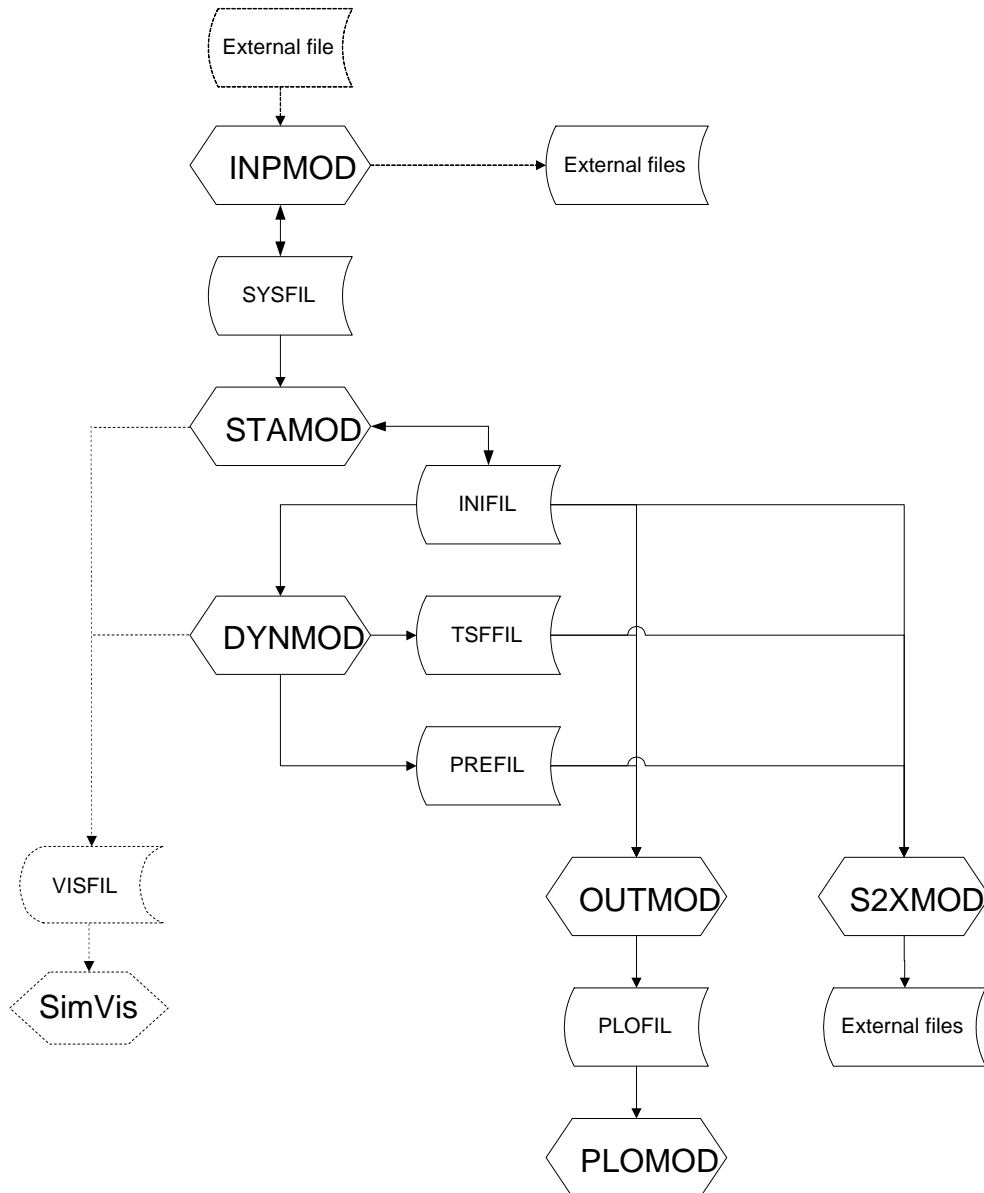 External file
INPMOD
External files
SYSFIL
STAMOD
INIFIL
DYNMOD
TSFFIL
PREFIL
VISFIL
OUTMOD
S2XMOD
SimVis
PLOFIL
External files
PLOMOD